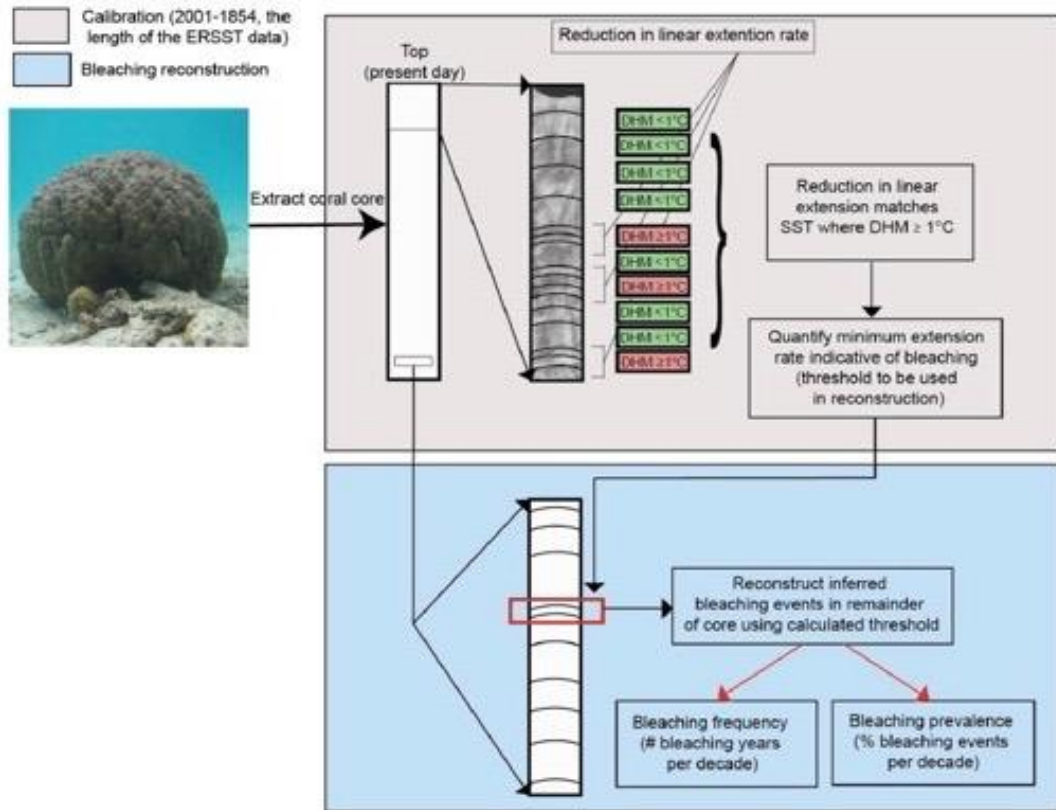 Calibration (2001-1854, the
length of the ERSST data)
Bleaching reconstruction
Extract coral core
Top
(present day)
Reduction in linear extention rate
DHM <1°C
DHM <1°C
DHM <1°C
DHM <1°C
DHM ≥1°C
DHM <1°C
DHM ≥1°C
DHM <1°C
DHM <1°C
DHM ≥1°C
Reduction in linear
extension matches
SST where DHM ≥ 1°C
Quantify minimum extension
rate indicative of bleaching
(threshold to be used
in reconstruction)
Reconstruct inferred
bleaching events in remainder
of core using calculated threshold
Bleaching frequency
(# bleaching years
per decade)
Bleaching prevalence
(% bleaching events
per decade)